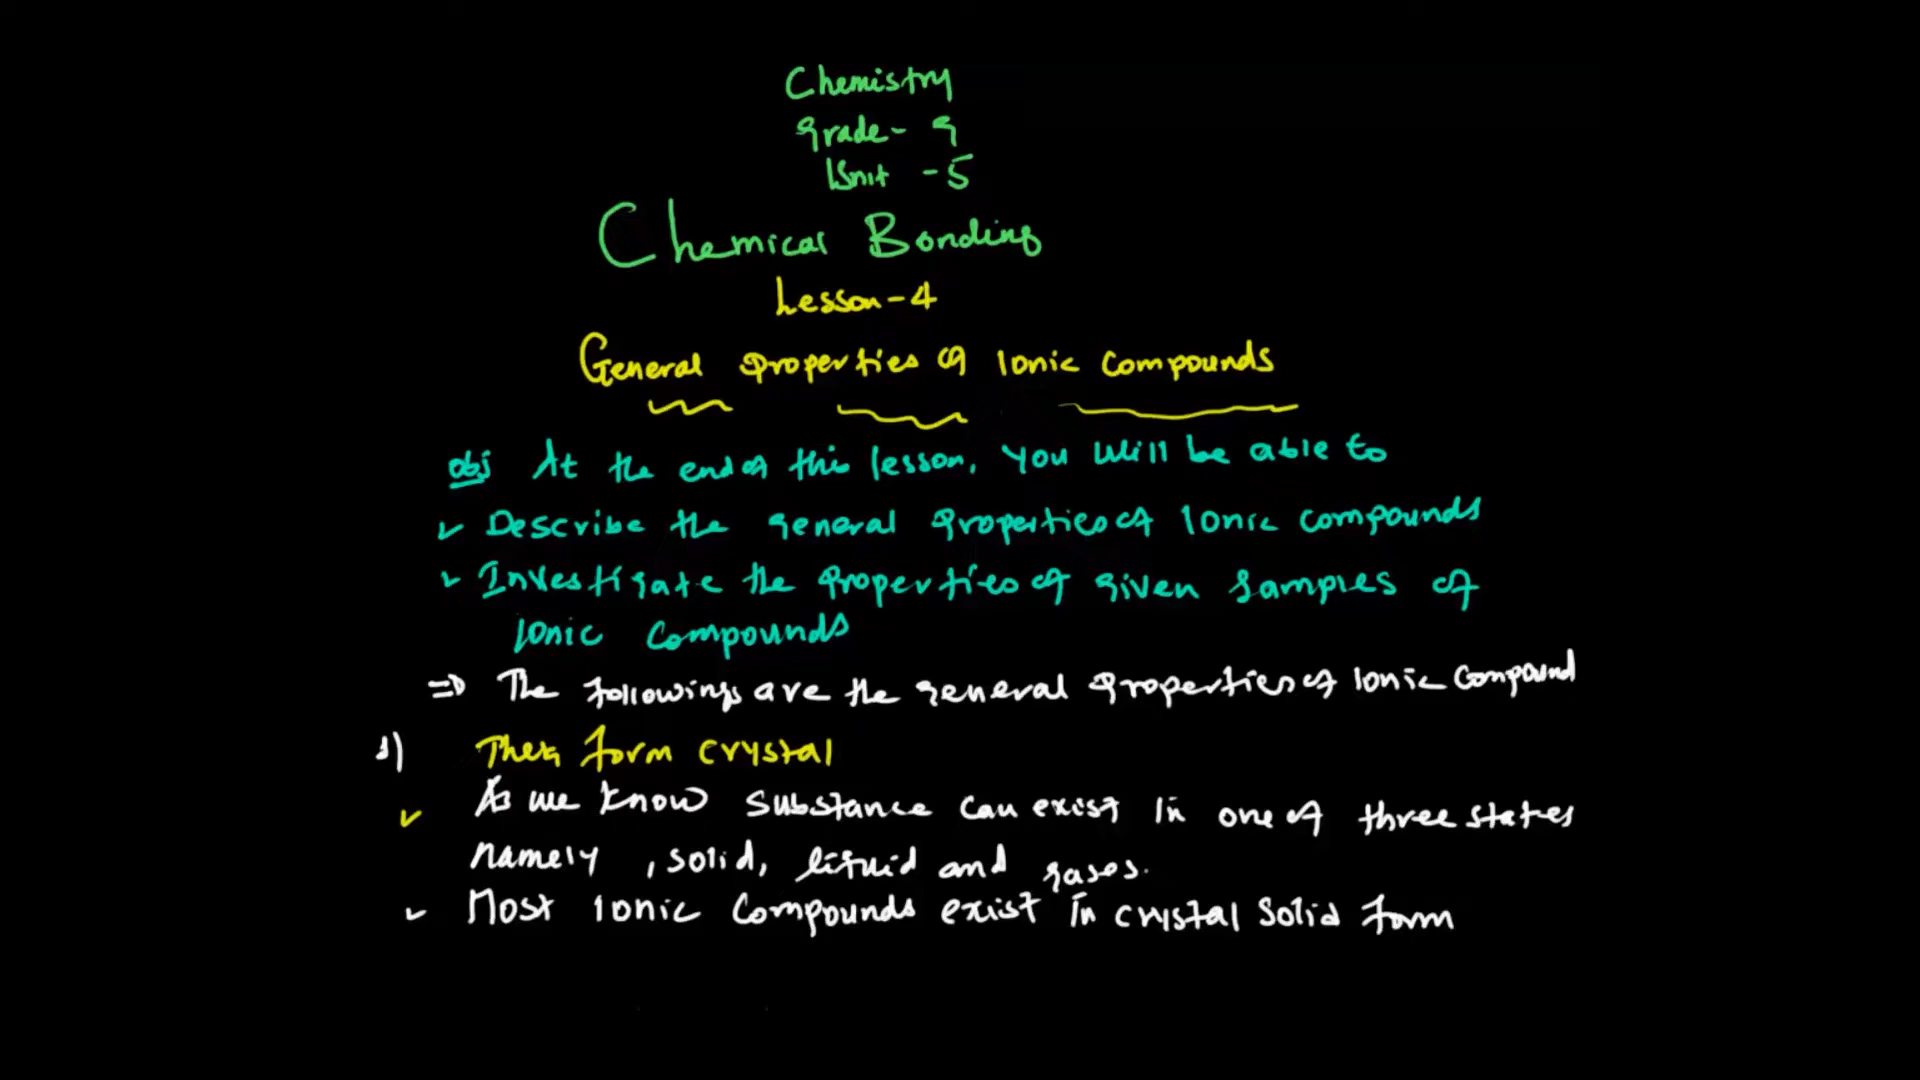 Chemistry
grade - 9
Unit - 5
Chemical Bonding
Lesson - 4
General properties of Ionic compounds
obj At the end of this lesson, you will be able to
✓ Describe the general properties of Ionic compounds
✓ Investigate the properties of given samples of
Ionic compounds
⇒ The followings are the general properties of Ionic compound
1) They form crystal
✓ As we know substance can exist in one of three states
namely , solid, liquid and gases.
✓ Most ionic compounds exist in crystal solid form